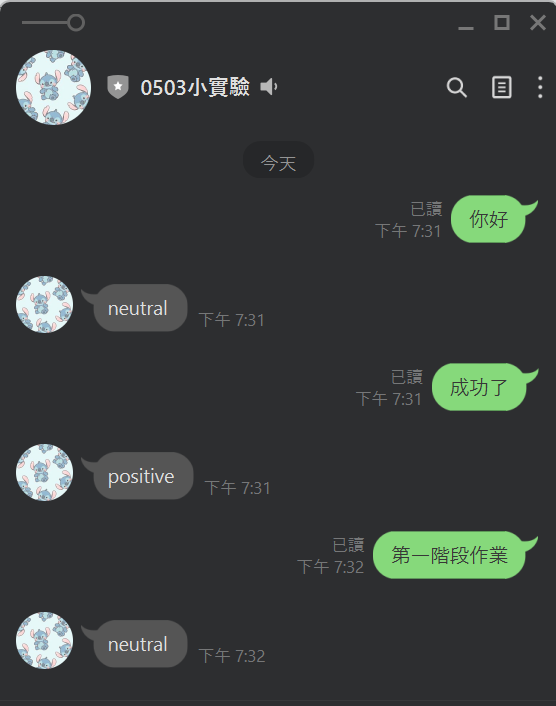 0503小實驗
今天
已讀
下午 7:31
你好
neutral
下午 7:31
已讀
下午 7:31
成功了
positive
下午 7:31
已讀
下午 7:32
第一階段作業
neutral
下午 7:32